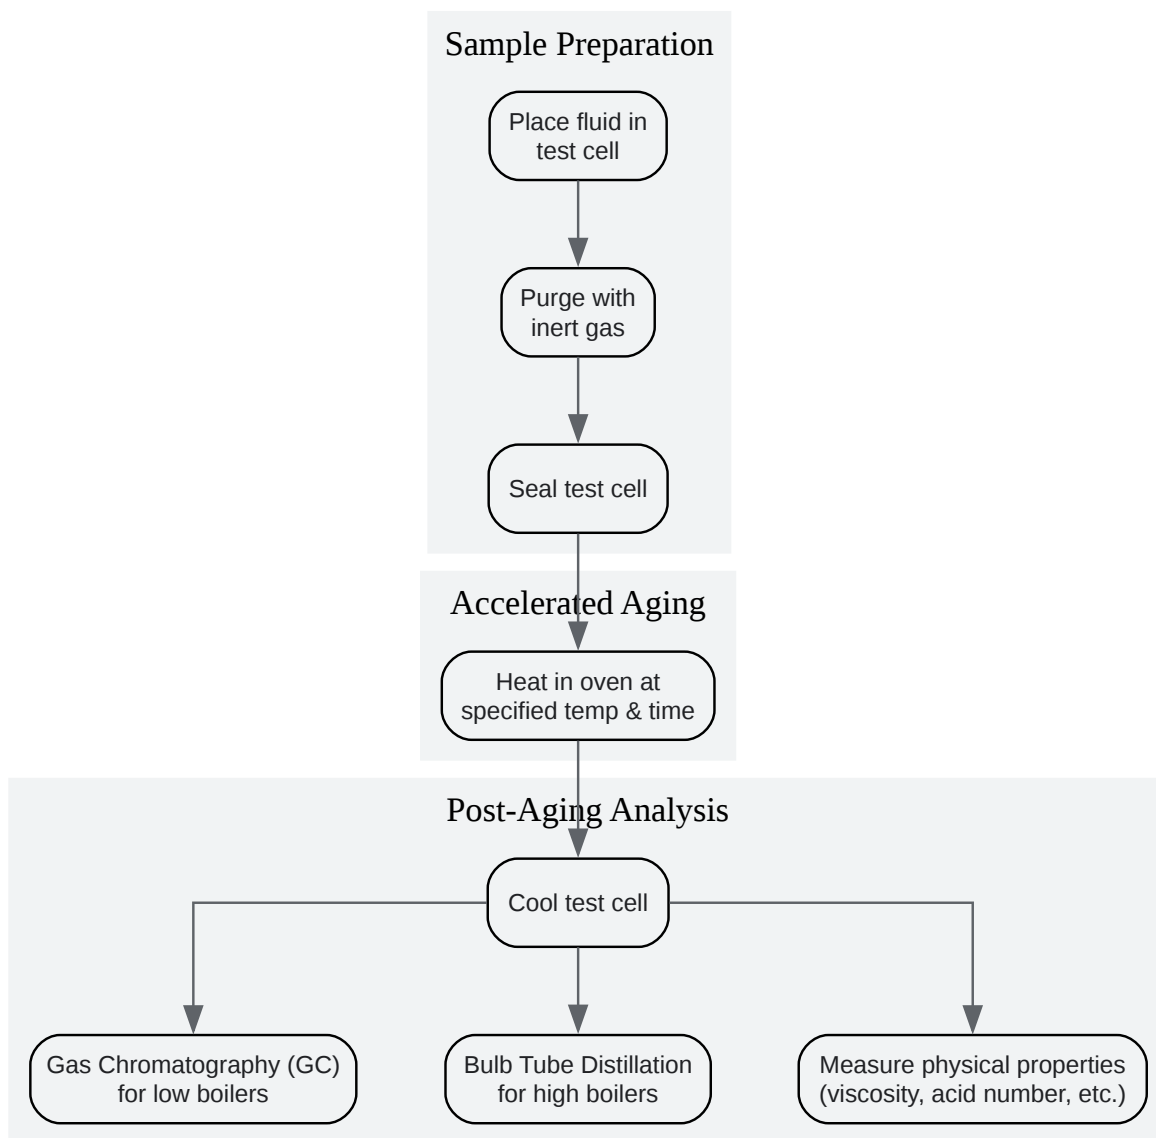 Sample Preparation
Place fluid in
test cell
Purge with
inert gas
Seal test cell
Accelerated Aging
Heat in oven at
specified temp & time
Post-Aging Analysis
Cool test cell
Gas Chromatography (GC)
for low boilers
Bulb Tube Distillation
for high boilers
Measure physical properties
(viscosity, acid number, etc.)